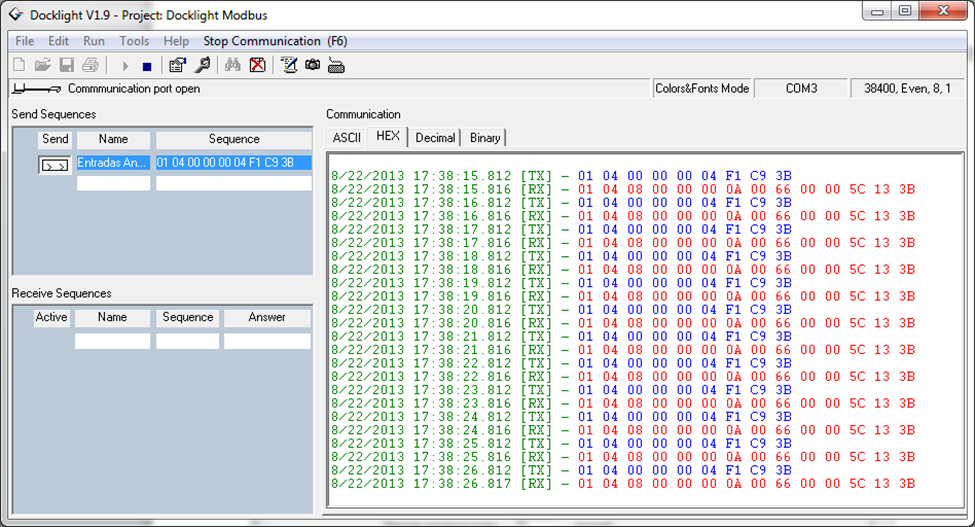 Docklight V1.9 - Project: Docklight Modbus
File Edit Run Tools Help Stop Communication (F6)
Commmunication port open
Colors&Fonts Mode COM3 38400, Even, 8, 1
Send Sequences
Send Name Sequence
Entradas An... 01 04 00 00 00 04 F1 C9 3B
Receive Sequences
Active Name Sequence Answer
Communication
ASCII HEX Decimal Binary
8/22/2013 17:38:15.812 [TX] - 01 04 00 00 00 04 F1 C9 3B
8/22/2013 17:38:15.816 [RX] - 01 04 08 00 00 00 0A 00 66 00 00 5C 13 3B
8/22/2013 17:38:16.812 [TX] - 01 04 00 00 00 04 F1 C9 3B
8/22/2013 17:38:16.816 [RX] - 01 04 08 00 00 00 0A 00 66 00 00 5C 13 3B
8/22/2013 17:38:17.812 [TX] - 01 04 00 00 00 04 F1 C9 3B
8/22/2013 17:38:17.816 [RX] - 01 04 08 00 00 00 0A 00 66 00 00 5C 13 3B
8/22/2013 17:38:18.812 [TX] - 01 04 00 00 00 04 F1 C9 3B
8/22/2013 17:38:18.816 [RX] - 01 04 08 00 00 00 0A 00 66 00 00 5C 13 3B
8/22/2013 17:38:19.812 [TX] - 01 04 00 00 00 04 F1 C9 3B
8/22/2013 17:38:19.816 [RX] - 01 04 08 00 00 00 0A 00 66 00 00 5C 13 3B
8/22/2013 17:38:20.812 [TX] - 01 04 00 00 00 04 F1 C9 3B
8/22/2013 17:38:20.816 [RX] - 01 04 08 00 00 00 0A 00 66 00 00 5C 13 3B
8/22/2013 17:38:21.812 [TX] - 01 04 00 00 00 04 F1 C9 3B
8/22/2013 17:38:21.816 [RX] - 01 04 08 00 00 00 0A 00 66 00 00 5C 13 3B
8/22/2013 17:38:22.812 [TX] - 01 04 00 00 00 04 F1 C9 3B
8/22/2013 17:38:22.816 [RX] - 01 04 08 00 00 00 0A 00 66 00 00 5C 13 3B
8/22/2013 17:38:23.812 [TX] - 01 04 00 00 00 04 F1 C9 3B
8/22/2013 17:38:23.816 [RX] - 01 04 08 00 00 00 0A 00 66 00 00 5C 13 3B
8/22/2013 17:38:24.812 [TX] - 01 04 00 00 00 04 F1 C9 3B
8/22/2013 17:38:24.816 [RX] - 01 04 08 00 00 00 0A 00 66 00 00 5C 13 3B
8/22/2013 17:38:25.812 [TX] - 01 04 00 00 00 04 F1 C9 3B
8/22/2013 17:38:25.816 [RX] - 01 04 08 00 00 00 0A 00 66 00 00 5C 13 3B
8/22/2013 17:38:26.812 [TX] - 01 04 00 00 00 04 F1 C9 3B
8/22/2013 17:38:26.817 [RX] - 01 04 08 00 00 00 0A 00 66 00 00 5C 13 3B